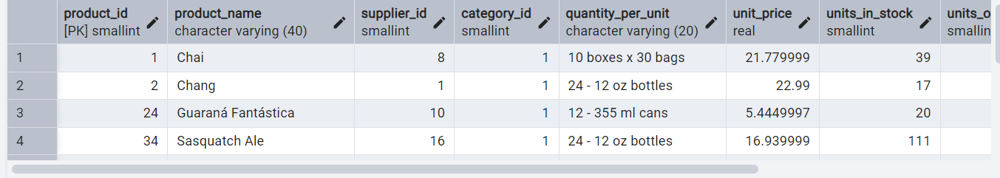 product_id product_name supplier_id category_id quantity_per_unit unit_price units_in_stock units_o
[PK] smallint character varying (40) smallint smallint character varying (20) real smallint smallin
1 1 Chai 8 1 10 boxes x 30 bags 21.779999 39
2 2 Chang 1 1 24 - 12 oz bottles 22.99 17
3 24 Guaraná Fantástica 10 1 12 - 355 ml cans 5.4449997 20
4 34 Sasquatch Ale 16 1 24 - 12 oz bottles 16.939999 111